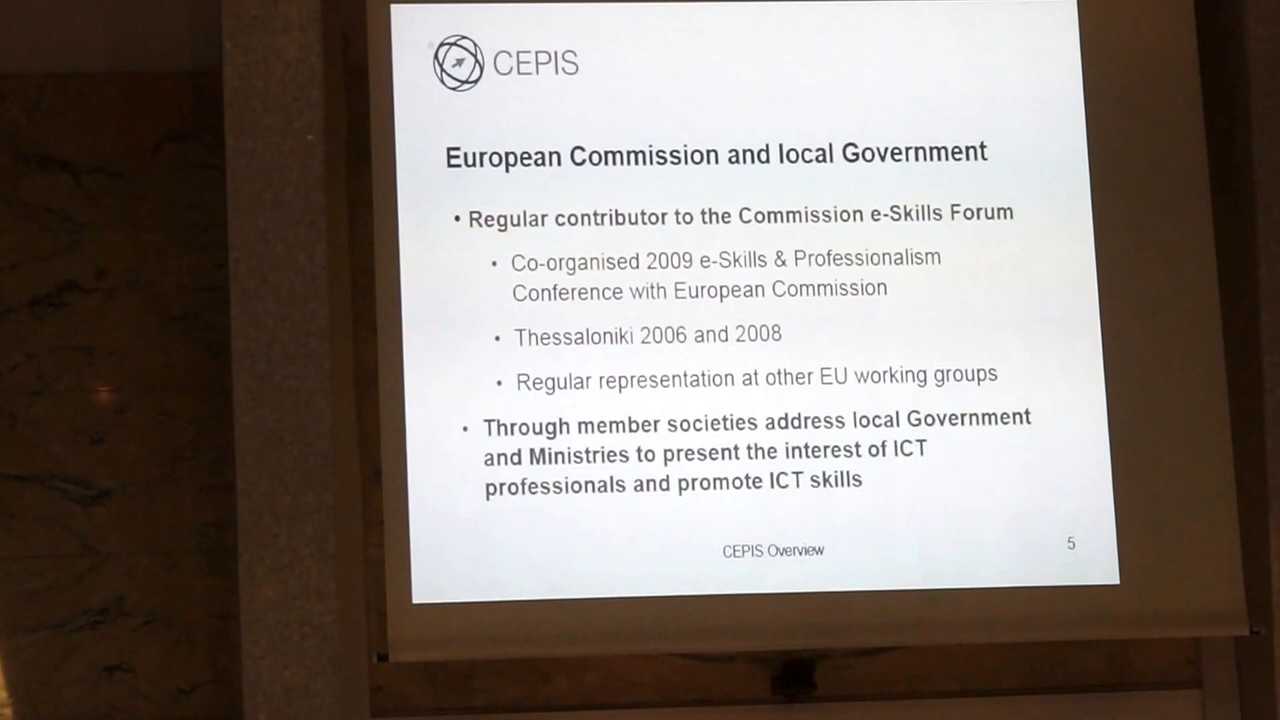 CEPIS
European Commission and local Government
• Regular contributor to the Commission e-Skills Forum
• Co-organised 2009 e-Skills & Professionalism
Conference with European Commission
• Thessaloniki 2006 and 2008
• Regular representation at other EU working groups
• Through member societies address local Government
and Ministries to present the interest of ICT
professionals and promote ICT skills
CEPIS Overview
5